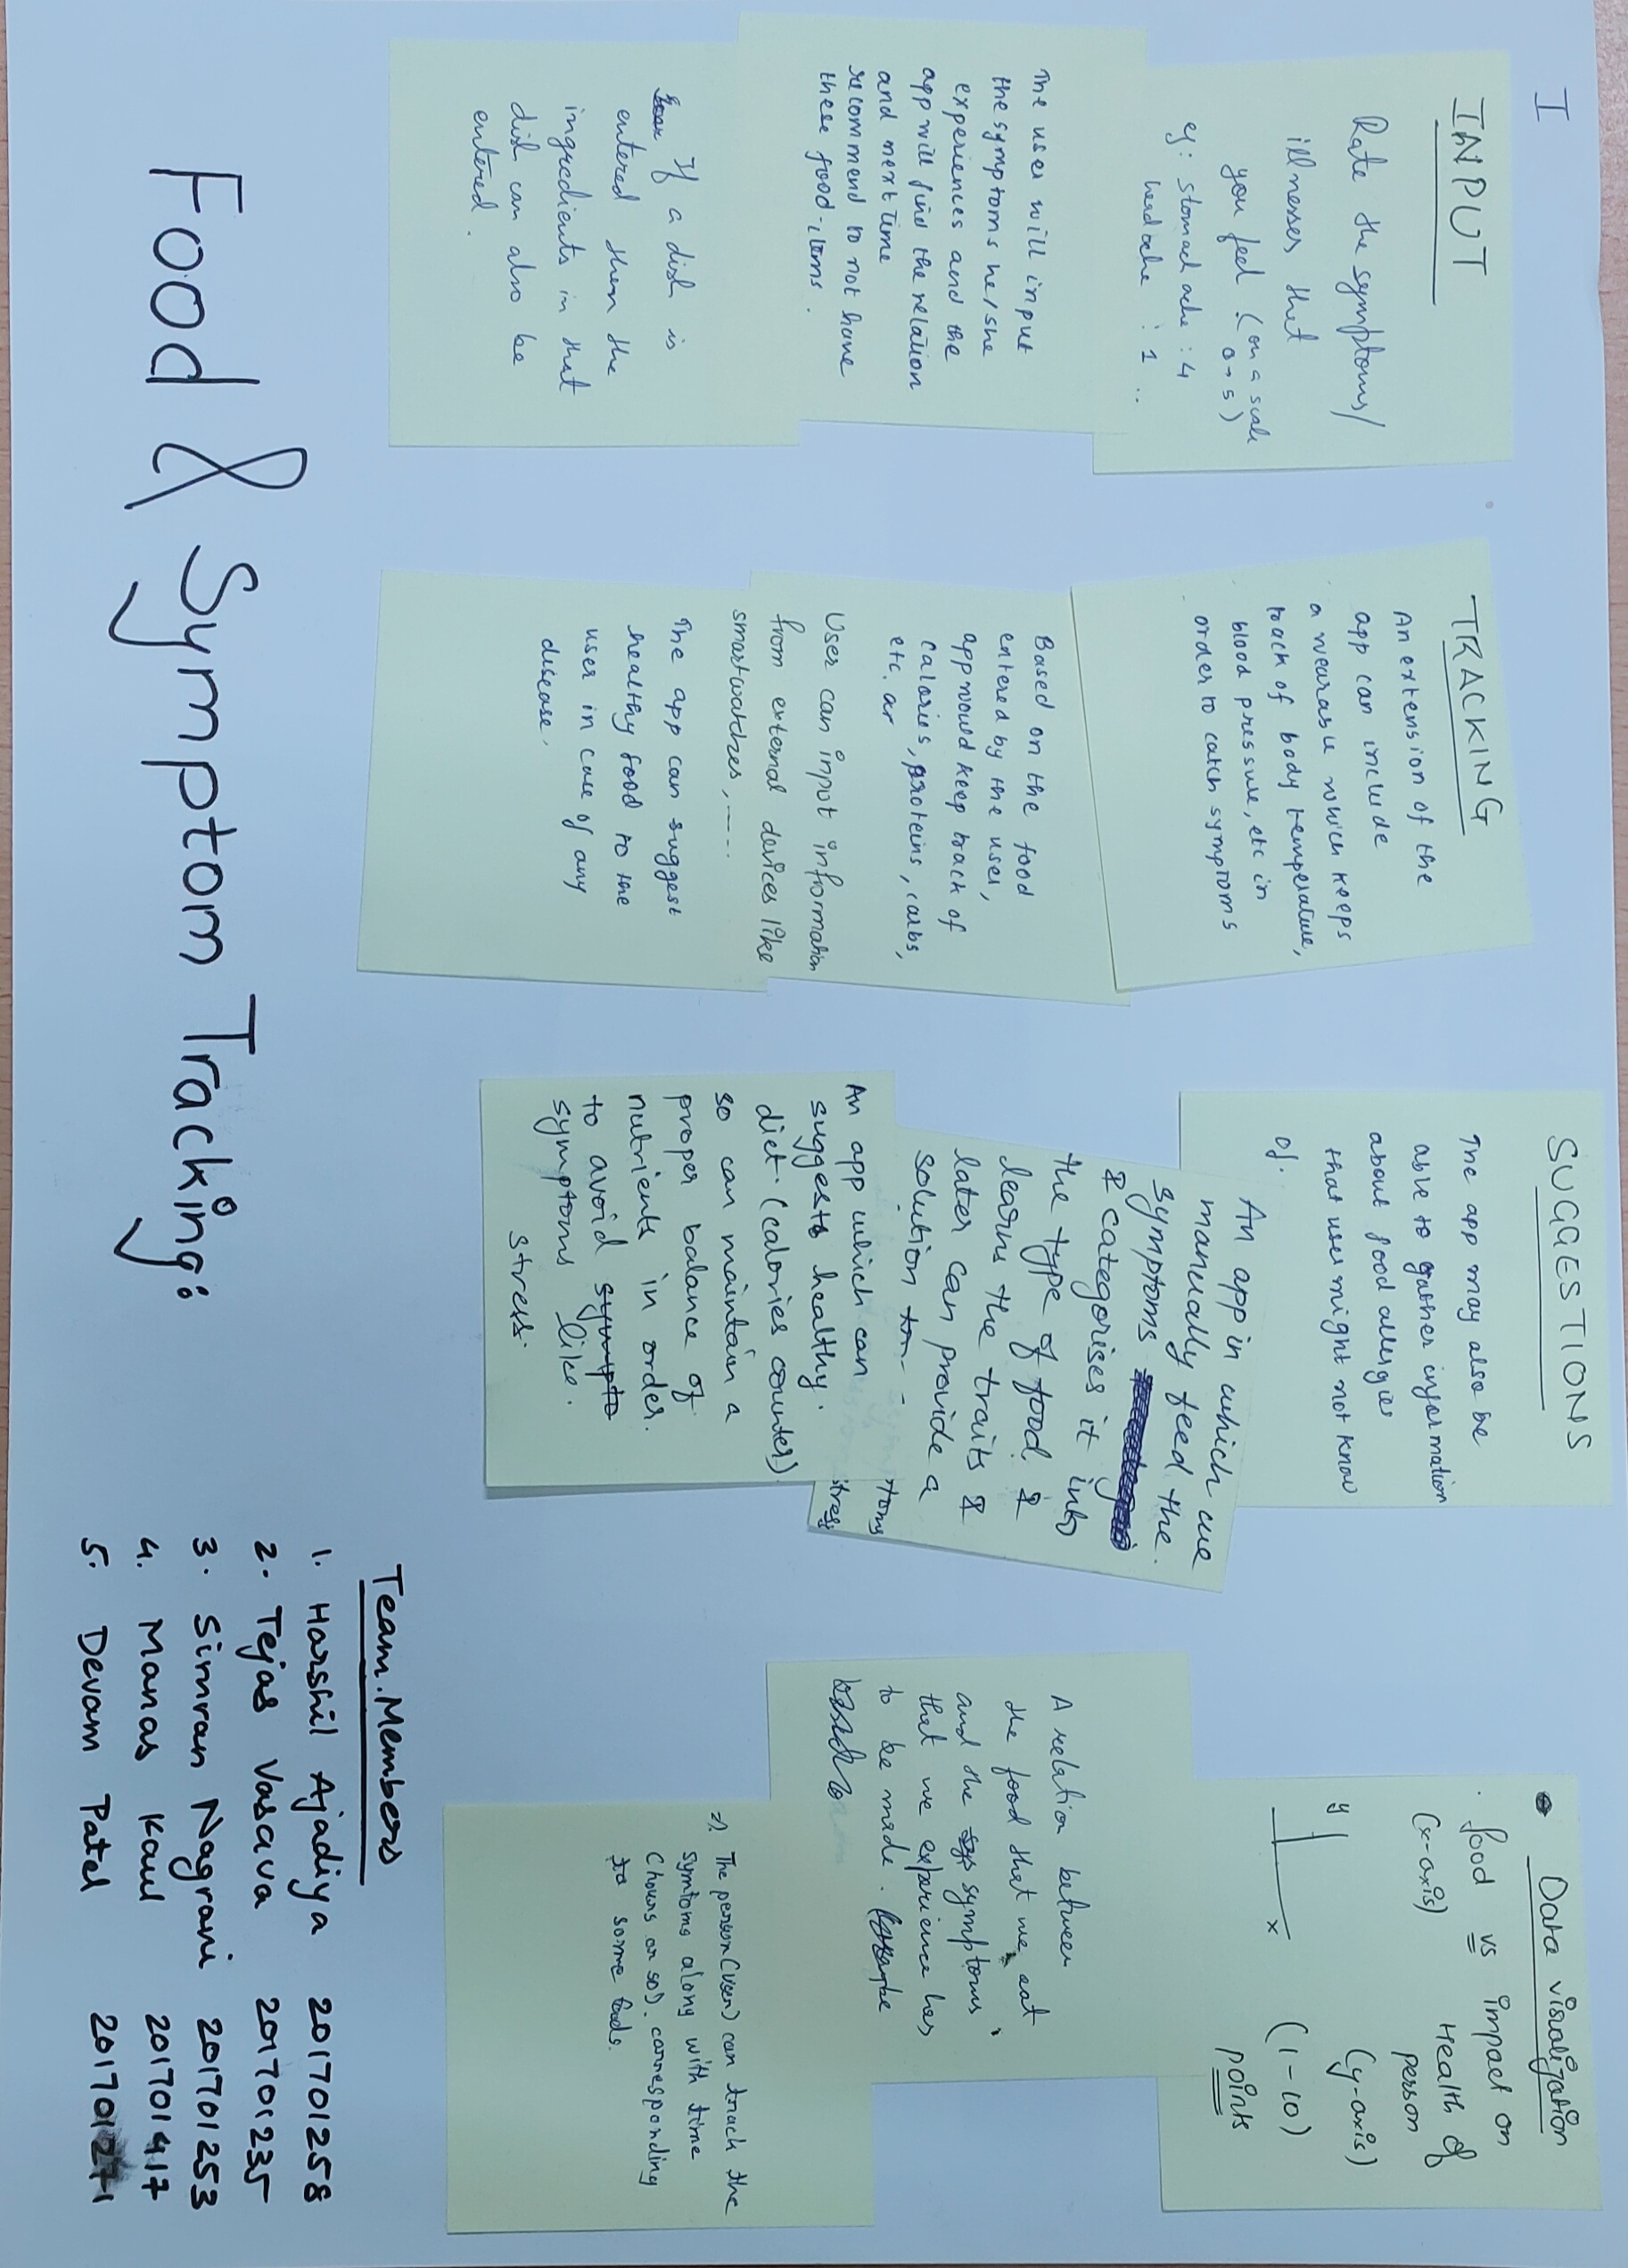 I
INPUT
Rate the symptoms/
illnesses that
you feel (on a scale
0→5)
eg: stomachache : 4
headache : 1 ..
The user will input
the symptoms he/she
experiences and the
app will find the relation
and next time
recommend to not have
these food-items.
If a dish is
entered then the
ingredients in that
dish can also be
entered.
TRACKING
An extension of the
app can include
a wearable which keeps
track of body temperature,
blood pressure, etc in
order to catch symptoms
Based on the food
entered by the user,
app would keep track of
calories, proteins, carbs,
etc. or
User can input information
from external devices like
smartwatches, ----.
The app can suggest
healthy food to the
user in case of any
disease.
SUGGESTIONS
The app may also be
able to gather information
about food allergies
that user might not know
of.
An app in which we
manually feed the.
symptoms
& categorises it into
the type of food &
learns the traits &
later can provide a
solution to- -
toms
stress
An app which can
suggests healthy.
diet. (calories counter)
so can maintain a
proper balance of
nutrients in order.
to avoid sympto
symptoms like.
stress.
Data visualization
. food vs impact on
(x-axis) Health of
person
y (y-axis)
x (1-10)
points
A relation between
the food that we eat
and the sys symptoms
that we experience has
to be made.
⇒ The person(user) can track the
symtoms along with time
(hours or so). corresponding
to some foods.
Team.Members
1. Harshil Ajadiya 201701258
2. Tejas Vasava 201701235
3. Simran Nagrani 201701253
4. Manas Kaul 201701417
5. Devam Patel 201701271
Food & Symptom Tracking: